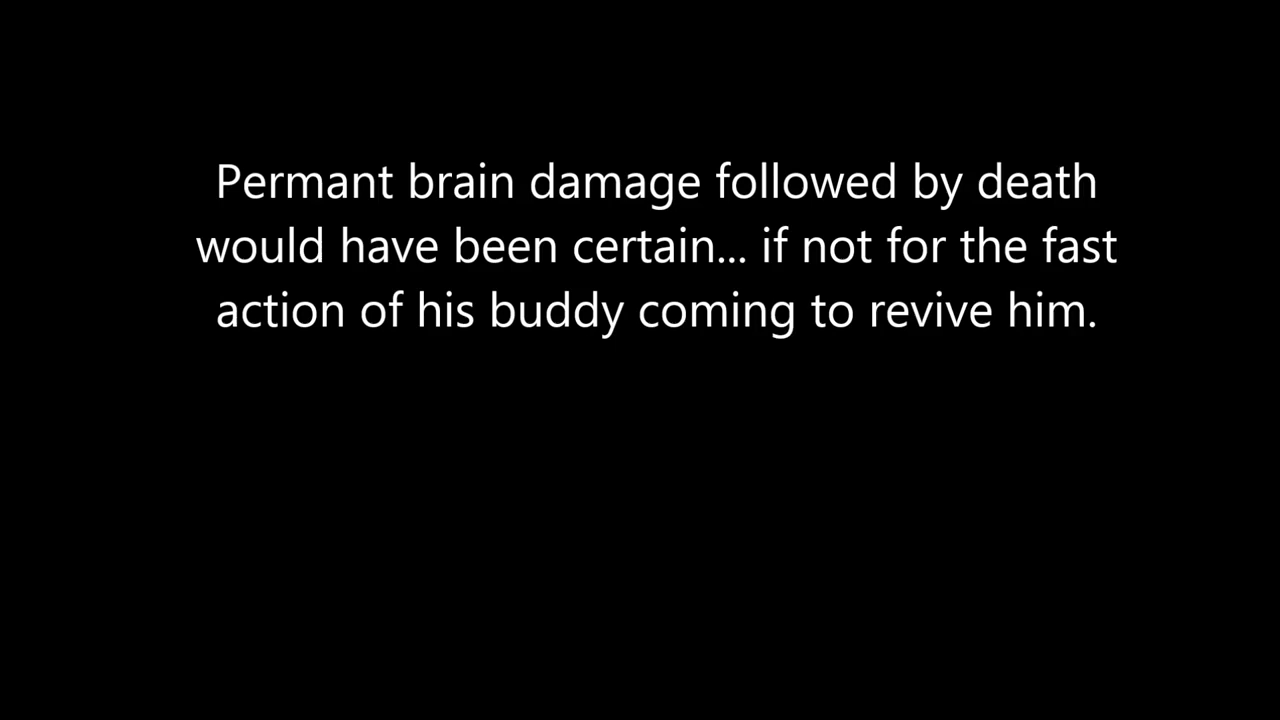 Permant brain damage followed by death
would have been certain... if not for the fast
action of his buddy coming to revive him.